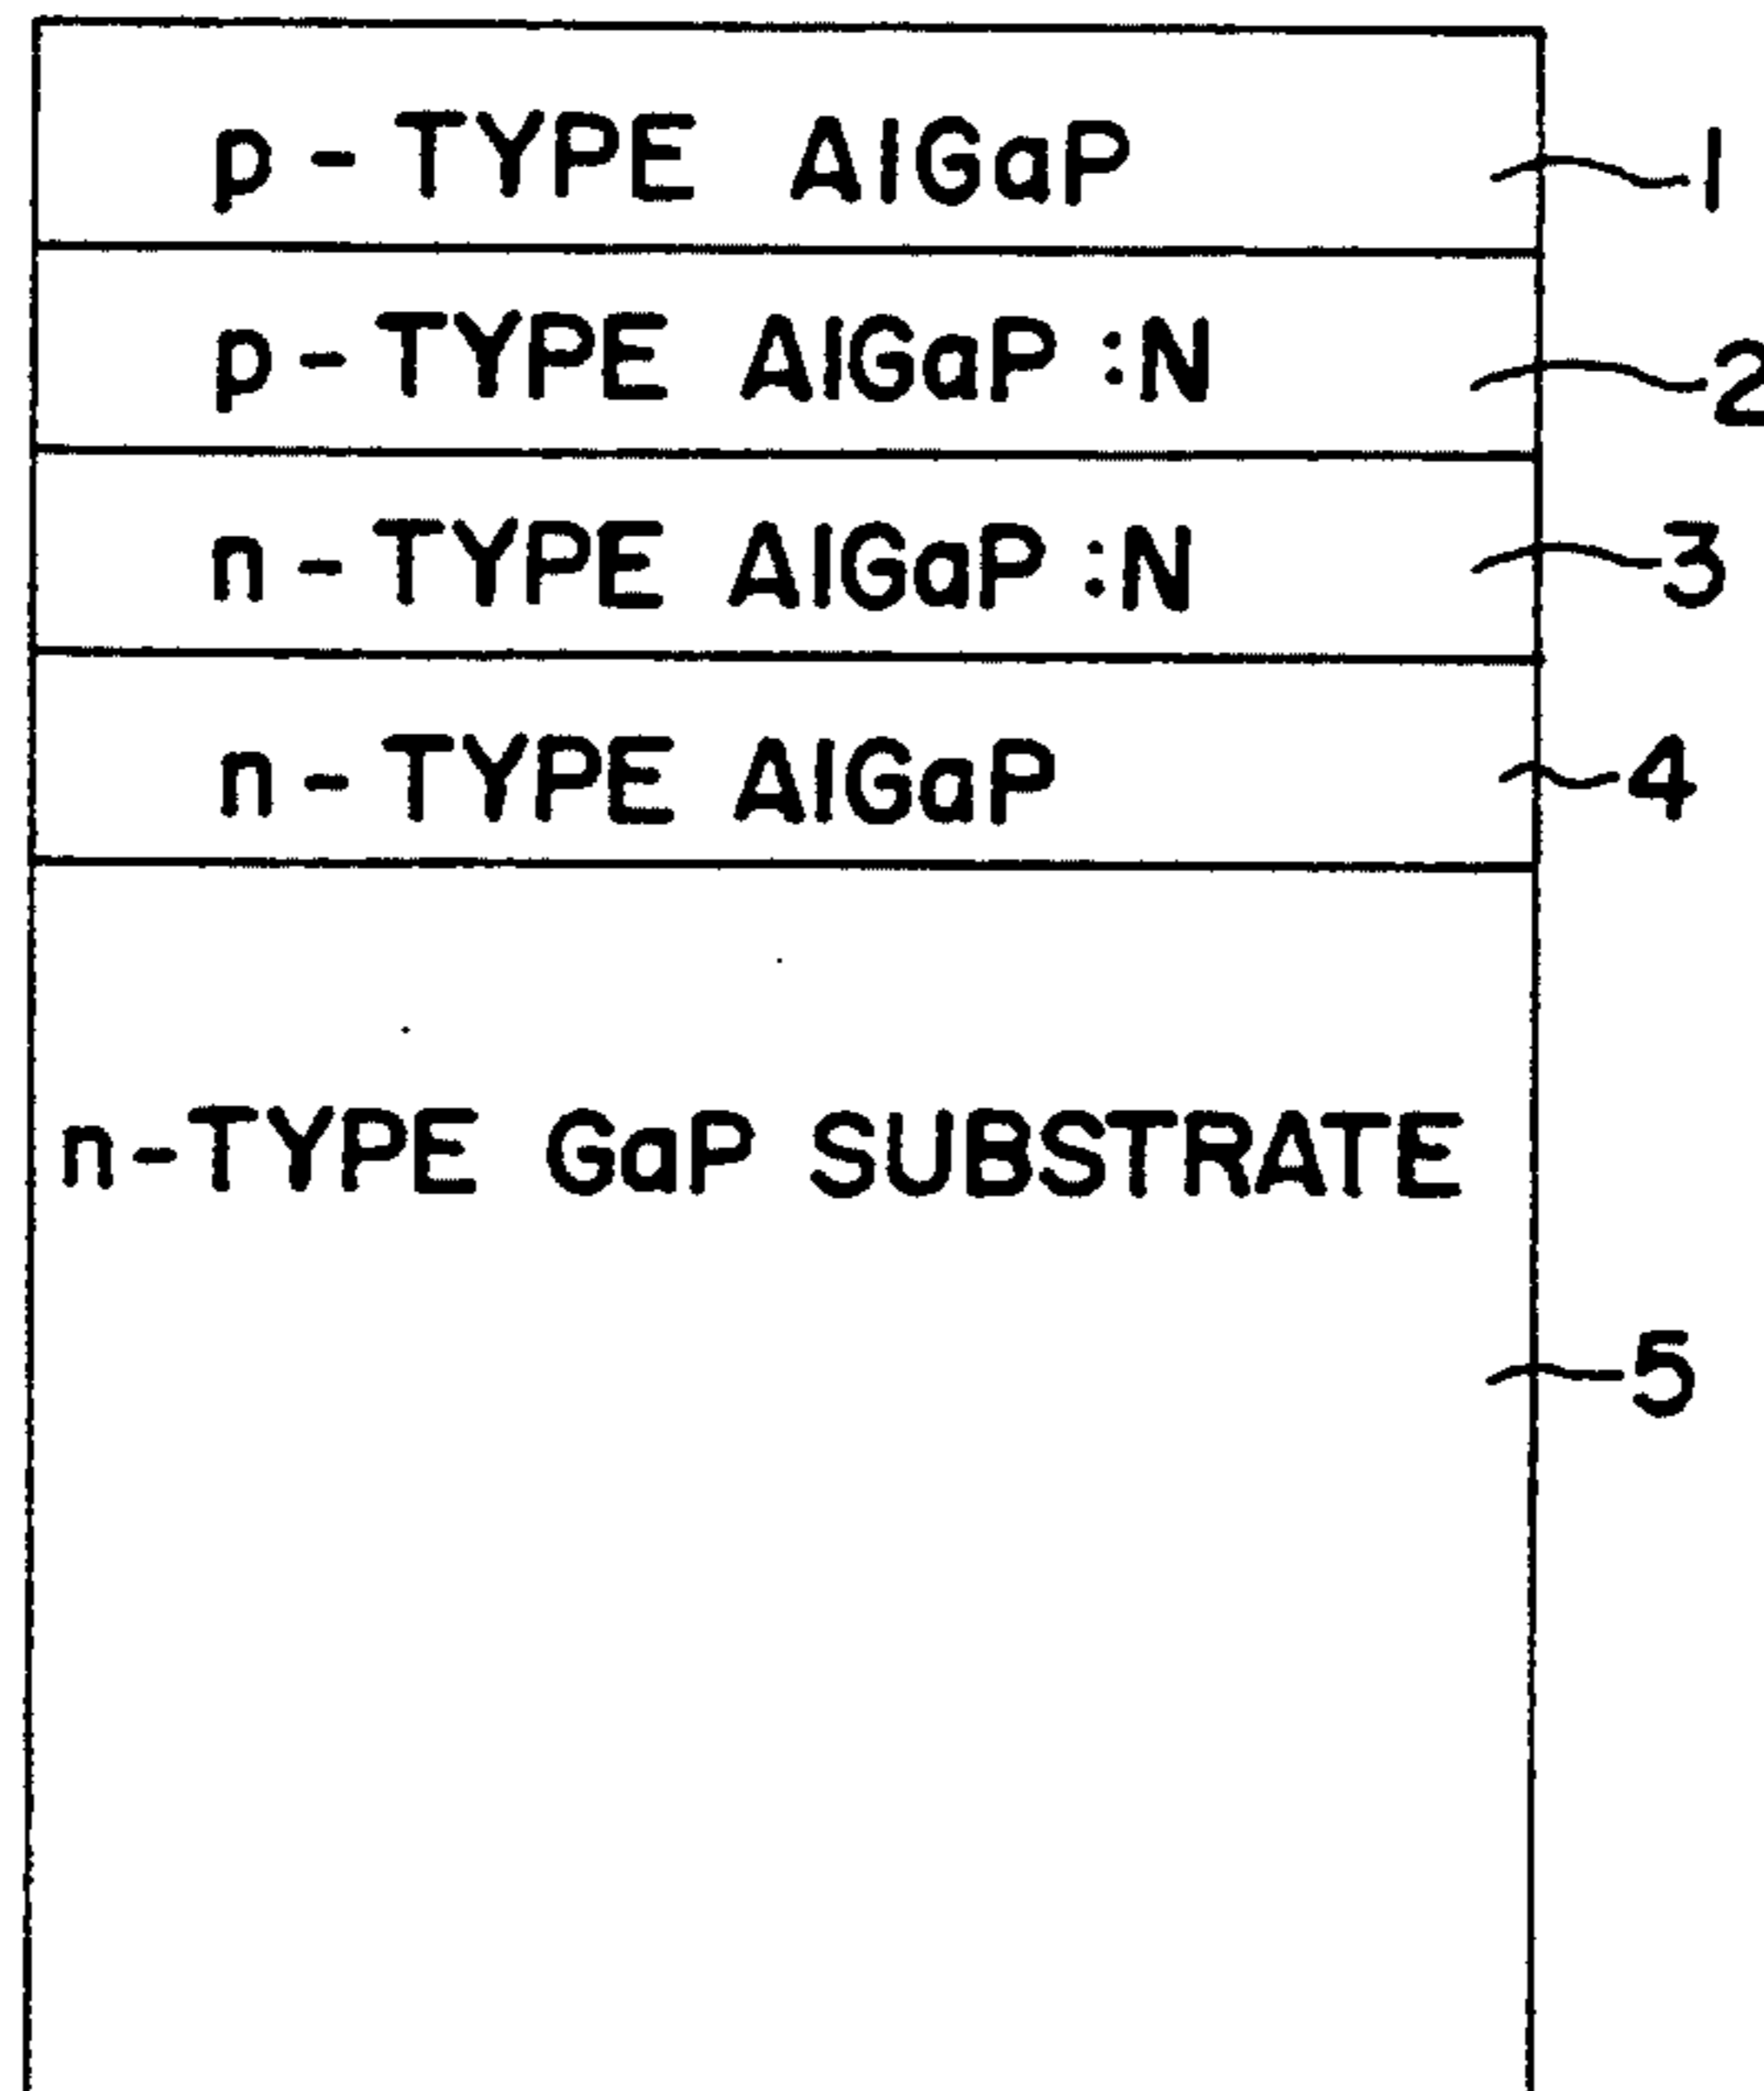 p-TYPE AlGaP 1
p-TYPE AlGaP:N 2
n-TYPE AlGaP:N 3
n-TYPE AlGaP 4
n-TYPE GaP SUBSTRATE
5